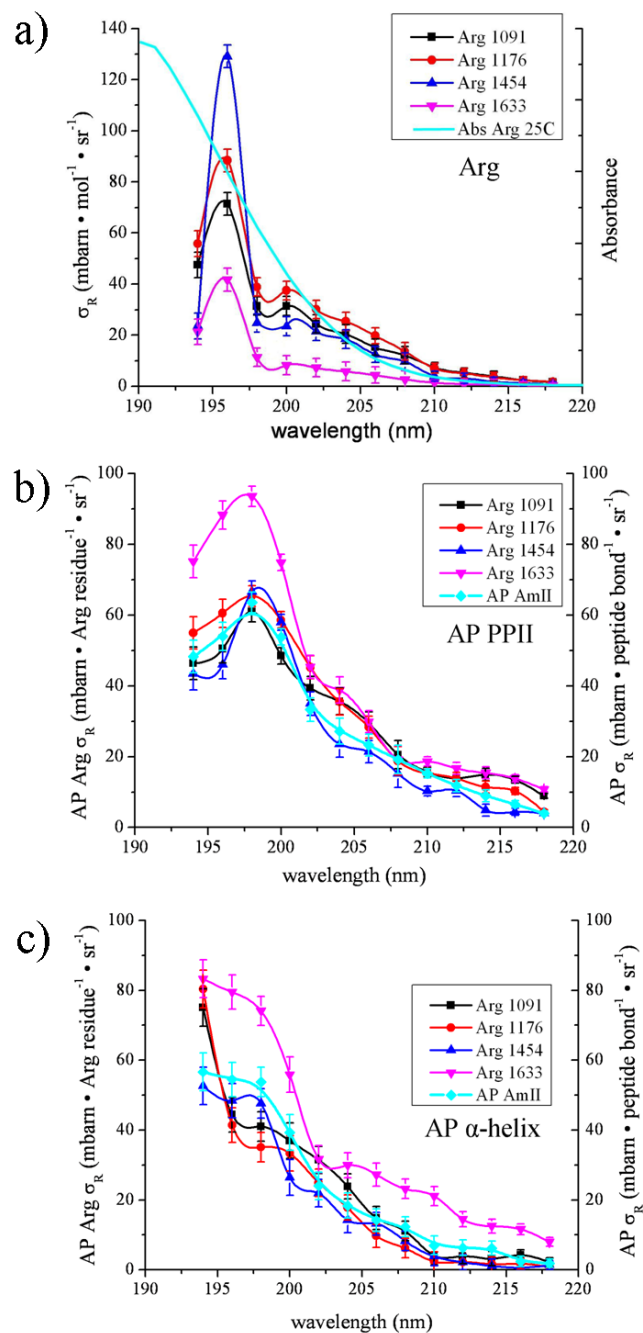 a)
140
120
100
80
60
40
20
0
σR (mbarn • mol-1 • sr-1)
Arg 1091
Arg 1176
Arg 1454
Arg 1633
Abs Arg 25C
Arg
Absorbance
190 195 200 205 210 215 220
wavelength (nm)
b)
100
80
60
40
20
0
AP Arg σR (mbarn • Arg residue-1 • sr-1)
Arg 1091
Arg 1176
Arg 1454
Arg 1633
AP AmII
AP PPII
100
80
60
40
20
0
AP σR (mbarn • peptide bond-1 • sr-1)
190 195 200 205 210 215 220
wavelength (nm)
c)
100
80
60
40
20
0
AP Arg σR (mbarn • Arg residue-1 • sr-1)
Arg 1091
Arg 1176
Arg 1454
Arg 1633
AP AmII
AP α-helix
100
80
60
40
20
0
AP σR (mbarn • peptide bond-1 • sr-1)
190 195 200 205 210 215 220
wavelength (nm)